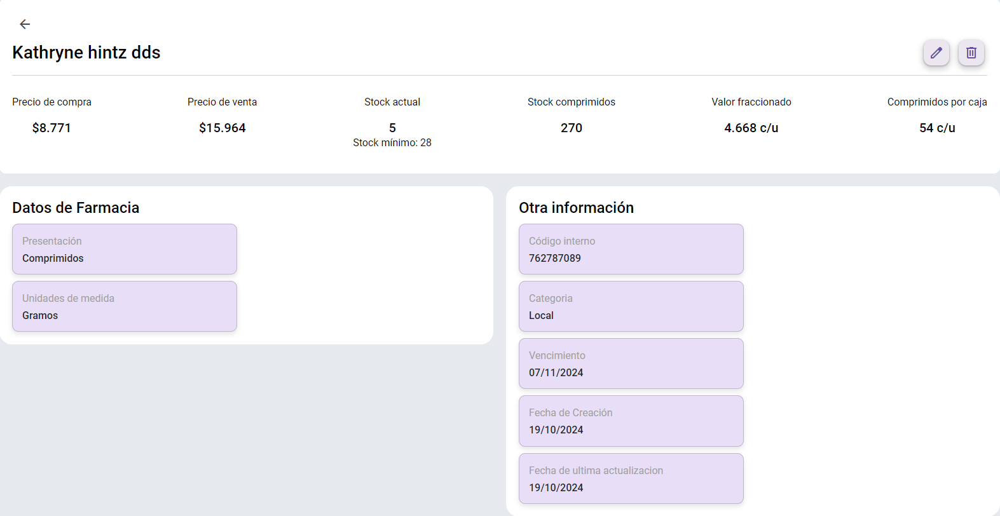 Kathryne hintz dds
Precio de compra
$8.771
Precio de venta
$15.964
Stock actual
5
Stock mínimo: 28
Stock comprimidos
270
Valor fraccionado
4.668 c/u
Comprimidos por caja
54 c/u
Datos de Farmacia
Presentación
Comprimidos
Unidades de medida
Gramos
Otra información
Código interno
762787089
Categoria
Local
Vencimiento
07/11/2024
Fecha de Creación
19/10/2024
Fecha de ultima actualizacion
19/10/2024